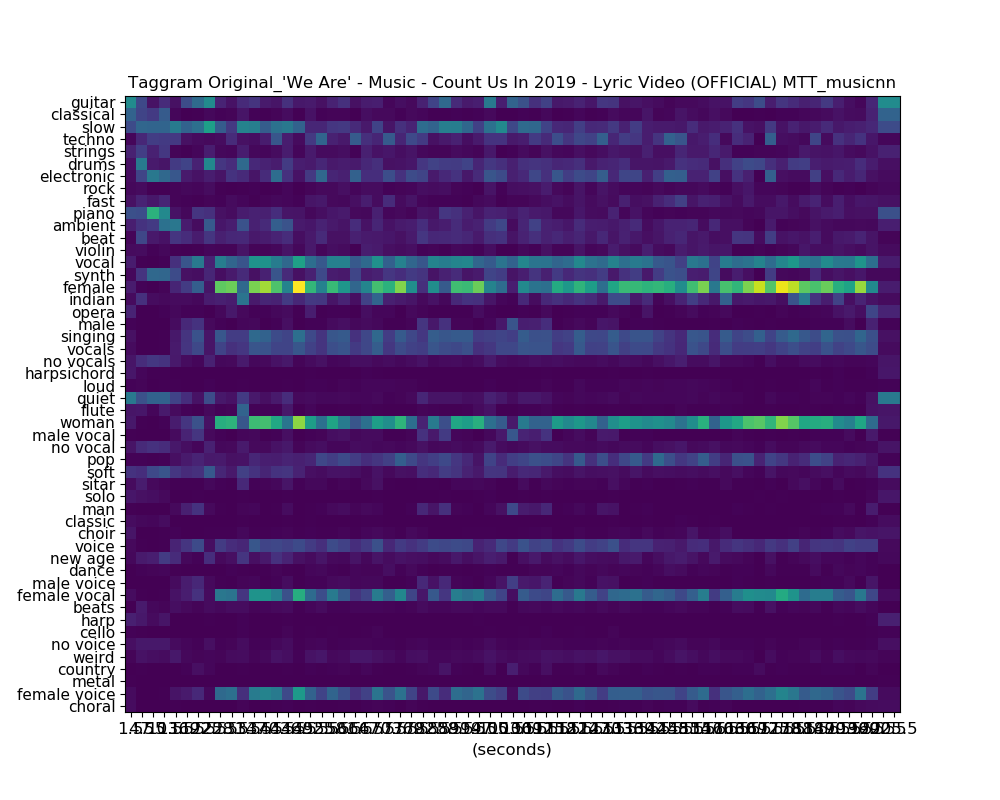 Taggram Original_'We Are' - Music - Count Us In 2019 - Lyric Video (OFFICIAL) MTT_musicnn
guitar
classical
slow
techno
strings
drums
electronic
rock
fast
piano
ambient
beat
violin
vocal
synth
female
indian
opera
male
singing
vocals
no vocals
harpsichord
loud
quiet
flute
woman
male vocal
no vocal
pop
soft
sitar
solo
man
classic
choir
voice
new age
dance
male voice
female vocal
beats
harp
cello
no voice
weird
country
metal
female voice
choral
(seconds)